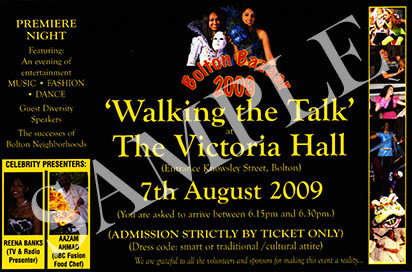 PREMIERE
NIGHT
Featuring:
An evening of
entertainment
MUSIC • FASHION
• DANCE
Guest Diversity
Speakers
The successes of
Bolton Neighborhoods
CELEBRITY PRESENTERS:
REENA BANKS
(TV & Radio
Presenter)
AAZAM
AHMAD
(BBC Fusion
Food Chef)
Bolton Bazaar
2009
'Walking the Talk'
at
The Victoria Hall
(Entrance Knowsley Street, Bolton)
7th August 2009
(You are asked to arrive between 6.15pm and 6.30pm.)
(ADMISSION STRICTLY BY TICKET ONLY)
(Dress code: smart or traditional /cultural attire)
We are grateful to all the volunteers and sponsors for making this event a reality...
SAMPLE